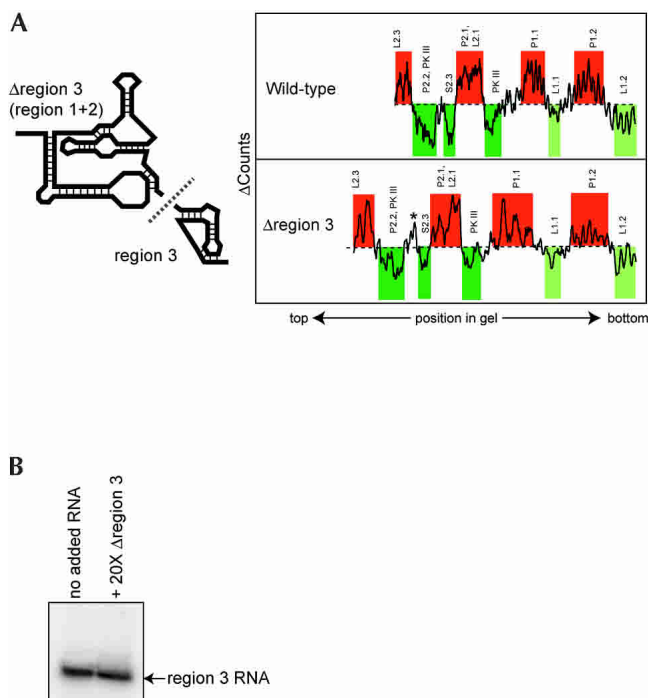 A
Δregion 3
(region 1+2)
region 3
ΔCounts
Wild-type
L2.3
P2.2, PK III
S2.3
P2.1,
L2.1
PK III
P1.1
L1.1
P1.2
L1.2
Δregion 3
L2.3
P2.2, PK III
*
S2.3
P2.1,
L2.1
PK III
P1.1
L1.1
P1.2
L1.2
top
position in gel
bottom
B
no added RNA
+ 20X Δregion 3
region 3 RNA